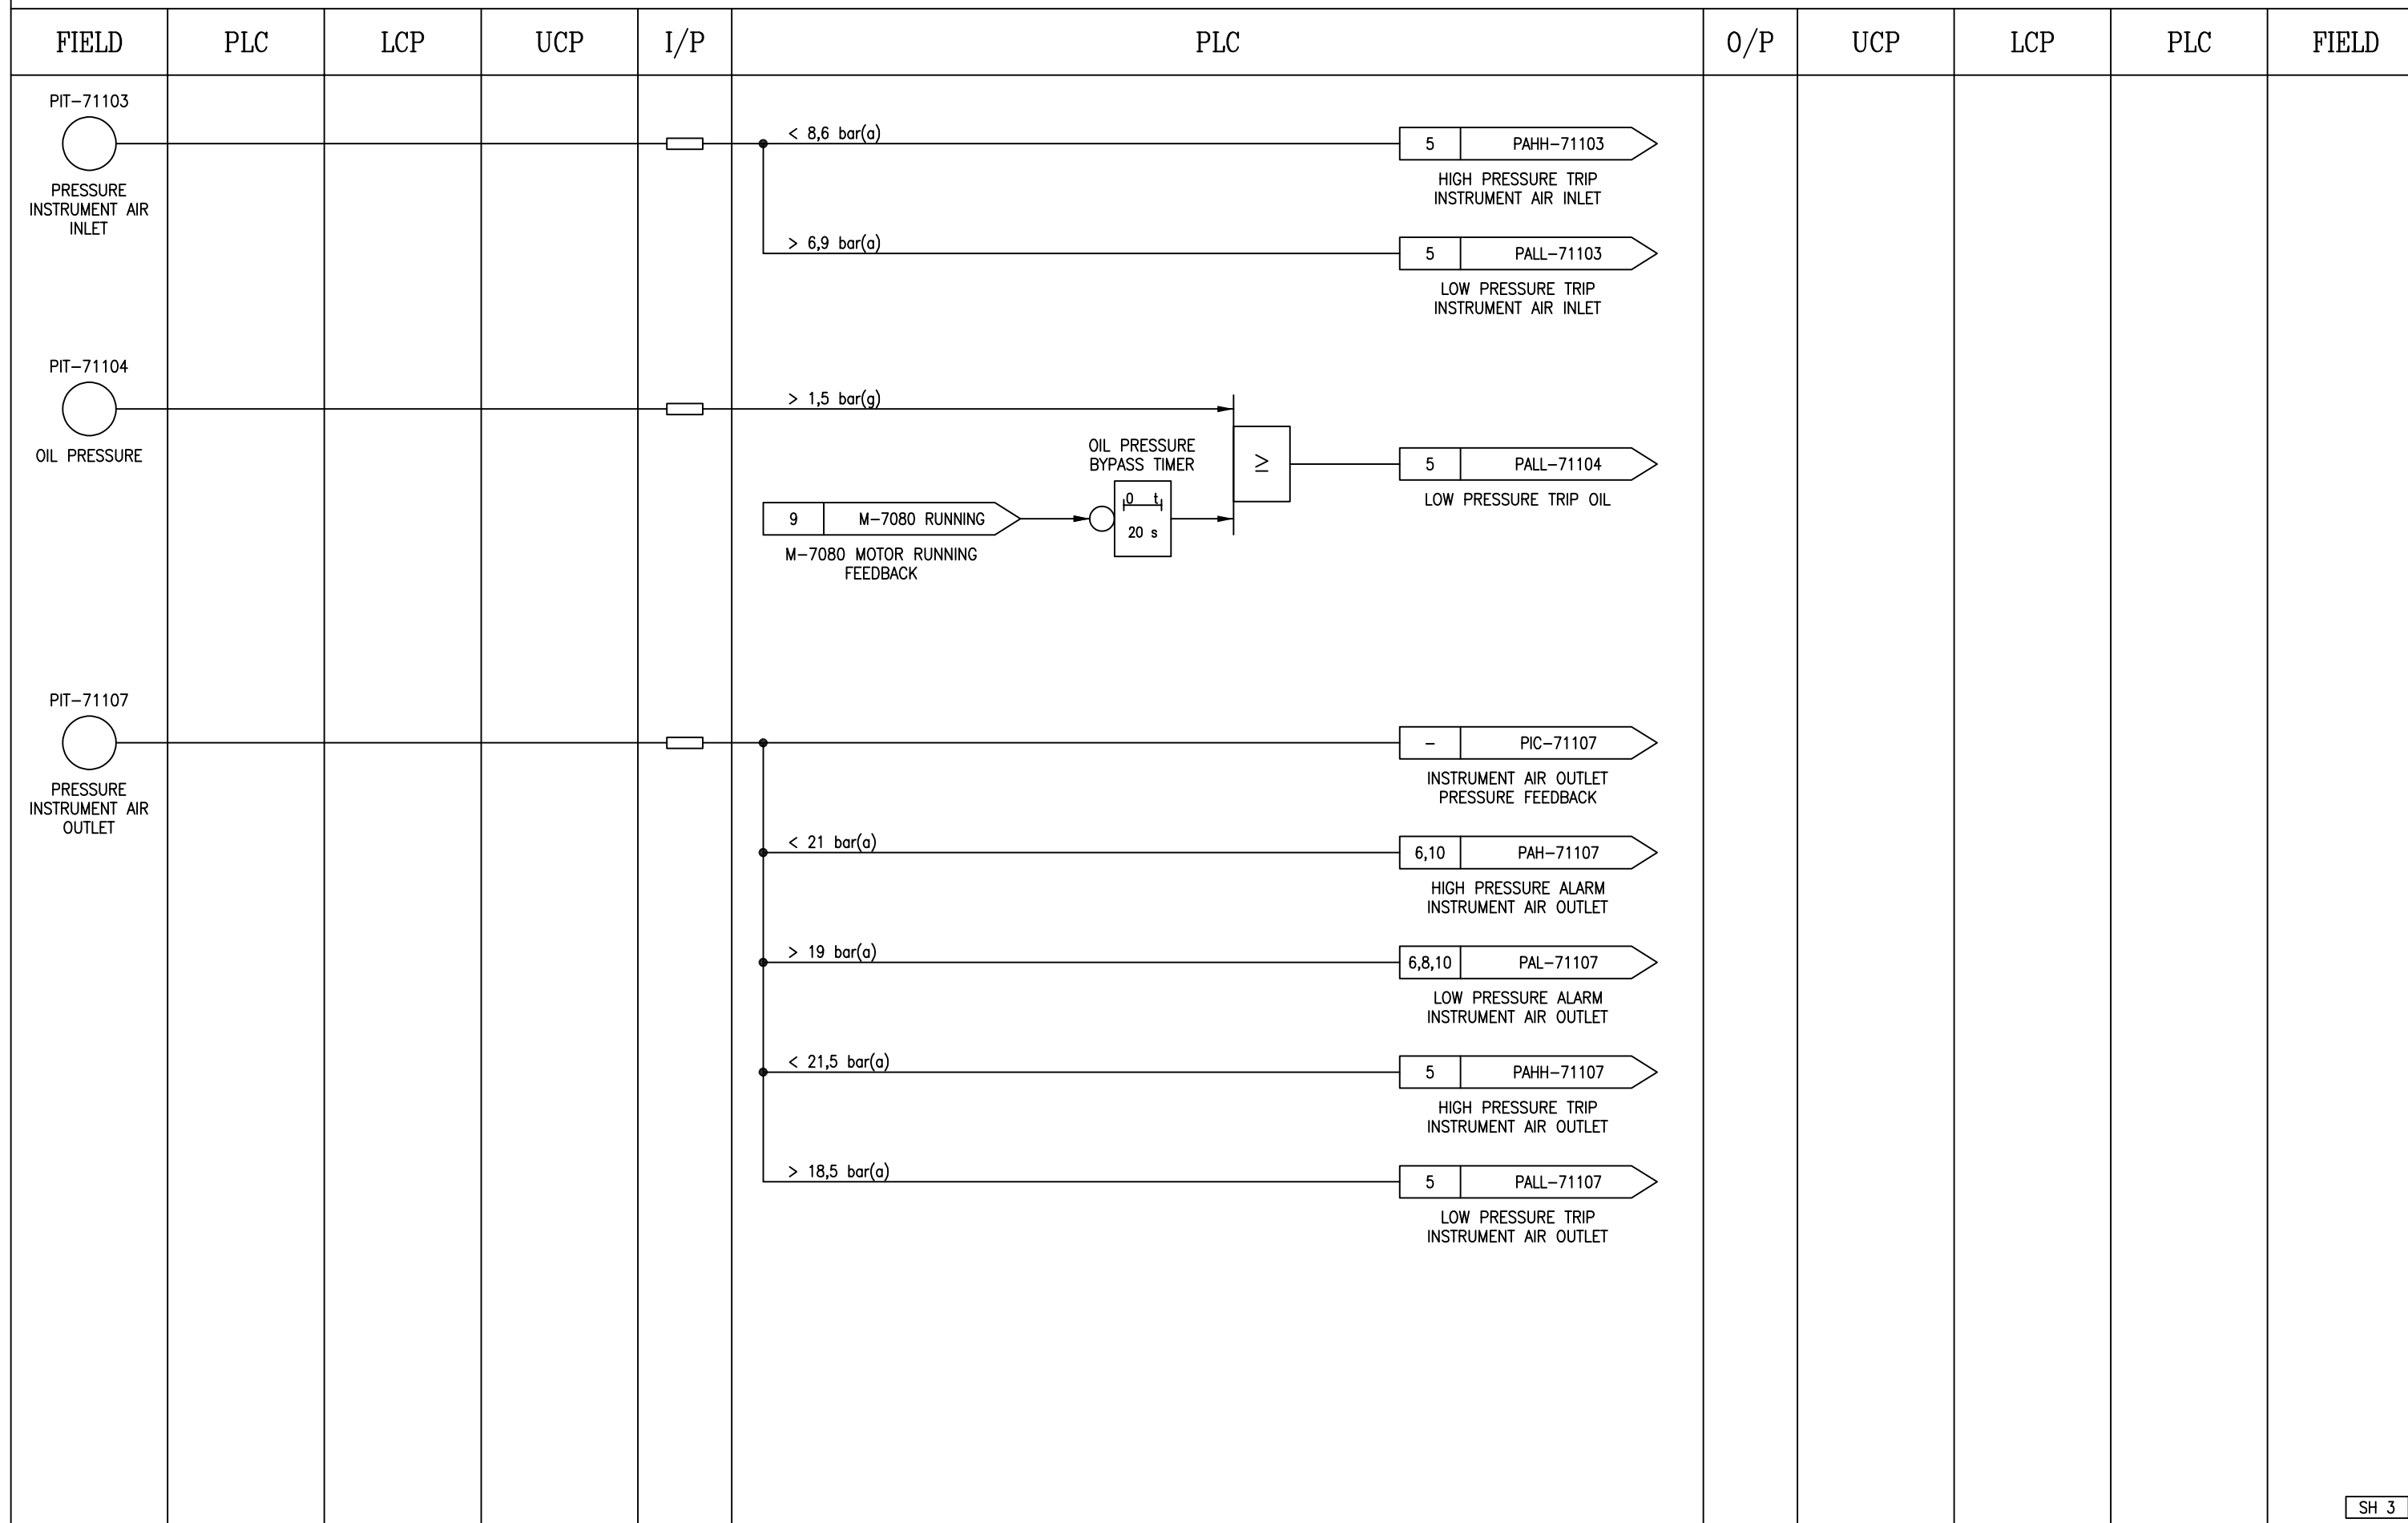 FIELD
PLC
LCP
UCP
I/P
PLC
O/P
UCP
LCP
PLC
FIELD
PIT-71103
PRESSURE
INSTRUMENT AIR
INLET
< 8,6 bar(a)
5 PAHH-71103
HIGH PRESSURE TRIP
INSTRUMENT AIR INLET
> 6,9 bar(a)
5 PALL-71103
LOW PRESSURE TRIP
INSTRUMENT AIR INLET
PIT-71104
OIL PRESSURE
> 1,5 bar(g)
OIL PRESSURE
BYPASS TIMER
0 t
20 s
≥
9 M-7080 RUNNING
M-7080 MOTOR RUNNING
FEEDBACK
5 PALL-71104
LOW PRESSURE TRIP OIL
PIT-71107
PRESSURE
INSTRUMENT AIR
OUTLET
- PIC-71107
INSTRUMENT AIR OUTLET
PRESSURE FEEDBACK
< 21 bar(a)
6,10 PAH-71107
HIGH PRESSURE ALARM
INSTRUMENT AIR OUTLET
> 19 bar(a)
6,8,10 PAL-71107
LOW PRESSURE ALARM
INSTRUMENT AIR OUTLET
< 21,5 bar(a)
5 PAHH-71107
HIGH PRESSURE TRIP
INSTRUMENT AIR OUTLET
> 18,5 bar(a)
5 PALL-71107
LOW PRESSURE TRIP
INSTRUMENT AIR OUTLET
SH 3